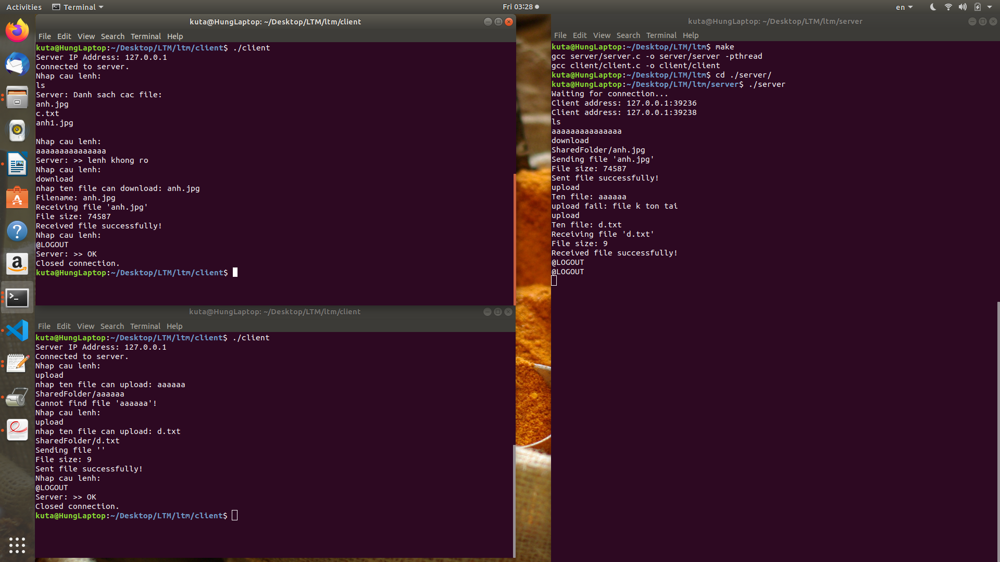 Activities
Terminal
Fri 03:28
en
kuta@HungLaptop: ~/Desktop/LTM/ltm/client
File Edit View Search Terminal Help
kuta@HungLaptop:~/Desktop/LTM/ltm/client$ ./client
Server IP Address: 127.0.0.1
Connected to server.
Nhap cau lenh:
ls
Server: Danh sach cac file:
anh.jpg
c.txt
anh1.jpg
Nhap cau lenh:
aaaaaaaaaaaaaaa
Server: >> lenh khong ro
Nhap cau lenh:
download
nhap ten file can download: anh.jpg
Filename: anh.jpg
Receiving file 'anh.jpg'
File size: 74587
Received file successfully!
Nhap cau lenh:
@LOGOUT
Server: >> OK
Closed connection.
kuta@HungLaptop:~/Desktop/LTM/ltm/client$
kuta@HungLaptop: ~/Desktop/LTM/ltm/client
File Edit View Search Terminal Help
kuta@HungLaptop:~/Desktop/LTM/ltm/client$ ./client
Server IP Address: 127.0.0.1
Connected to server.
Nhap cau lenh:
upload
nhap ten file can upload: aaaaaa
SharedFolder/aaaaaa
Cannot find file 'aaaaaa'!
Nhap cau lenh:
upload
nhap ten file can upload: d.txt
SharedFolder/d.txt
Sending file ''
File size: 9
Sent file successfully!
Nhap cau lenh:
@LOGOUT
Server: >> OK
Closed connection.
kuta@HungLaptop:~/Desktop/LTM/ltm/client$
kuta@HungLaptop: ~/Desktop/LTM/ltm/server
File Edit View Search Terminal Help
kuta@HungLaptop:~/Desktop/LTM/ltm$ make
gcc server/server.c -o server/server -pthread
gcc client/client.c -o client/client
kuta@HungLaptop:~/Desktop/LTM/ltm$ cd ./server/
kuta@HungLaptop:~/Desktop/LTM/ltm/server$ ./server
Waiting for connection...
Client address: 127.0.0.1:39236
Client address: 127.0.0.1:39238
ls
aaaaaaaaaaaaaaa
download
SharedFolder/anh.jpg
Sending file 'anh.jpg'
File size: 74587
Sent file successfully!
upload
Ten file: aaaaaa
upload fail: file k ton tai
upload
Ten file: d.txt
Receiving file 'd.txt'
File size: 9
Received file successfully!
@LOGOUT
@LOGOUT